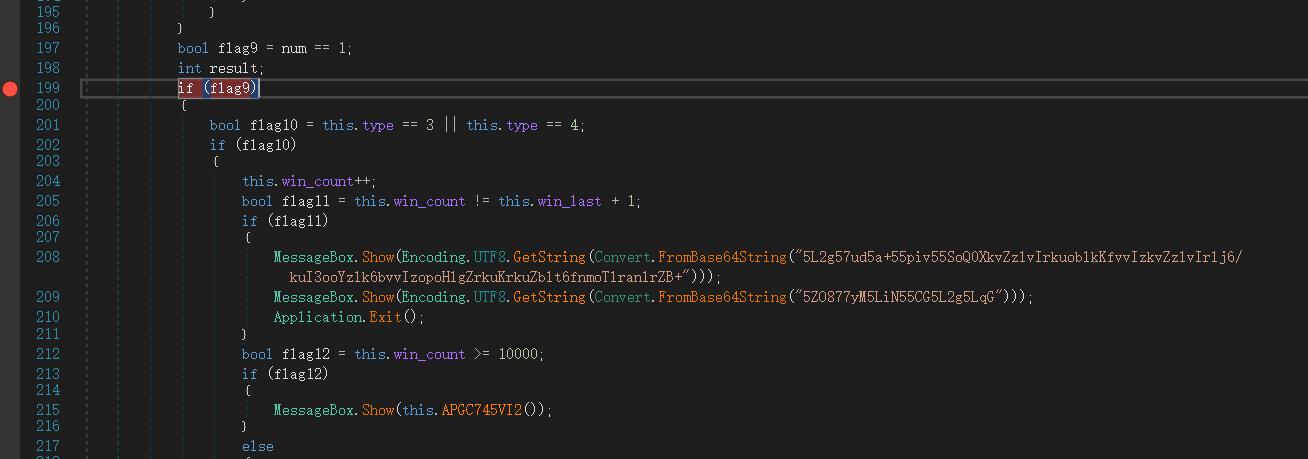 195 }
196 }
197 bool flag9 = num == 1;
198 int result;
199 if (flag9)
200 {
201 bool flag10 = this.type == 3 || this.type == 4;
202 if (flag10)
203 {
204 this.win_count++;
205 bool flag11 = this.win_count != this.win_last + 1;
206 if (flag11)
207 {
208 MessageBox.Show(Encoding.UTF8.GetString(Convert.FromBase64String("5L2g57ud5a+55piv55SoQ0XkvZzlvIrkuoblkKfvvIzkvZzlvIrlj6/
kuI3ooYzlk6bvvIzopoHlgZrkuKrkuZblt6fnmoTlranlrZB+")));
209 MessageBox.Show(Encoding.UTF8.GetString(Convert.FromBase64String("5ZO877yM5LiN55CG5L2g5LqG")));
210 Application.Exit();
211 }
212 bool flag12 = this.win_count >= 10000;
213 if (flag12)
214 {
215 MessageBox.Show(this.APGC745VI2());
216 }
217 else